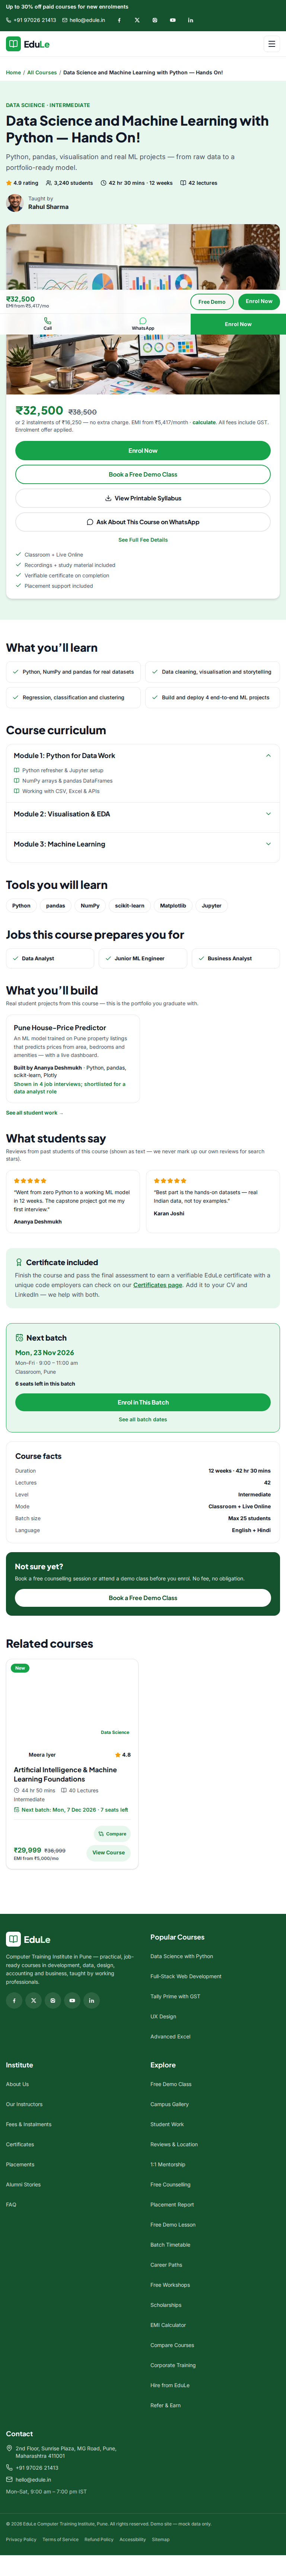 Up to 30% off paid courses for new enrolments
+91 97026 21413 hello@edule.in
EduLe
Home / All Courses / Data Science and Machine Learning with Python — Hands On!
DATA SCIENCE · INTERMEDIATE
Data Science and Machine Learning with
Python — Hands On!
Python, pandas, visualisation and real ML projects — from raw data to a
portfolio-ready model.
4.9 rating 3,240 students 42 hr 30 mins · 12 weeks 42 lectures
Taught by
Rahul Sharma
₹32,500
EMI from ₹5,417/mo
Free Demo
Enrol Now
Call
WhatsApp
Enrol Now
₹32,500 ₹38,500
or 2 instalments of ₹16,250 — no extra charge. EMI from ₹5,417/month · calculate. All fees include GST.
Enrolment offer applied.
Enrol Now
Book a Free Demo Class
View Printable Syllabus
Ask About This Course on WhatsApp
See Full Fee Details
Classroom + Live Online
Recordings + study material included
Verifiable certificate on completion
Placement support included
What you'll learn
Python, NumPy and pandas for real datasets
Data cleaning, visualisation and storytelling
Regression, classification and clustering
Build and deploy 4 end-to-end ML projects
Course curriculum
Module 1: Python for Data Work
Python refresher & Jupyter setup
NumPy arrays & pandas DataFrames
Working with CSV, Excel & APIs
Module 2: Visualisation & EDA
Module 3: Machine Learning
Tools you will learn
Python pandas NumPy scikit-learn Matplotlib Jupyter
Jobs this course prepares you for
Data Analyst
Junior ML Engineer
Business Analyst
What you'll build
Real student projects from this course — this is the portfolio you graduate with.
Pune House-Price Predictor
An ML model trained on Pune property listings
that predicts prices from area, bedrooms and
amenities — with a live dashboard.
Built by Ananya Deshmukh · Python, pandas,
scikit-learn, Plotly
Shown in 4 job interviews; shortlisted for a
data analyst role
See all student work →
What students say
Reviews from past students of this course (shown as text — we never mark up our own reviews for search
stars).
"Went from zero Python to a working ML model
in 12 weeks. The capstone project got me my
first interview."
Ananya Deshmukh
"Best part is the hands-on datasets — real
Indian data, not toy examples."
Karan Joshi
Certificate included
Finish the course and pass the final assessment to earn a verifiable EduLe certificate with a
unique code employers can check on our Certificates page. Add it to your CV and
LinkedIn — we help with both.
Next batch
Mon, 23 Nov 2026
Mon–Fri · 9:00 – 11:00 am
Classroom, Pune
6 seats left in this batch
Enrol in This Batch
See all batch dates
Course facts
Duration 12 weeks · 42 hr 30 mins
Lectures 42
Level Intermediate
Mode Classroom + Live Online
Batch size Max 25 students
Language English + Hindi
Not sure yet?
Book a free counselling session or attend a demo class before you enrol. No fee, no obligation.
Book a Free Demo Class
Related courses
New
Data Science
Meera Iyer 4.8
Artificial Intelligence & Machine
Learning Foundations
44 hr 50 mins 40 Lectures
Intermediate
Next batch: Mon, 7 Dec 2026 · 7 seats left
Compare
₹29,999 ₹36,000
EMI from ₹5,000/mo
View Course
EduLe
Computer Training Institute in Pune — practical, job-
ready courses in development, data, design,
accounting and business, taught by working
professionals.
Popular Courses
Data Science with Python
Full-Stack Web Development
Tally Prime with GST
UX Design
Advanced Excel
Institute
About Us
Our Instructors
Fees & Instalments
Certificates
Placements
Alumni Stories
FAQ
Explore
Free Demo Class
Campus Gallery
Student Work
Reviews & Location
1:1 Mentorship
Free Counselling
Placement Report
Free Demo Lesson
Batch Timetable
Career Paths
Free Workshops
Scholarships
EMI Calculator
Compare Courses
Corporate Training
Hire from EduLe
Refer & Earn
Contact
2nd Floor, Sunrise Plaza, MG Road, Pune,
Maharashtra 411001
+91 97026 21413
hello@edule.in
Mon–Sat, 9:00 am – 7:00 pm IST
© 2026 EduLe Computer Training Institute, Pune. All rights reserved. Demo site — mock data only.
Privacy Policy Terms of Service Refund Policy Accessibility Sitemap